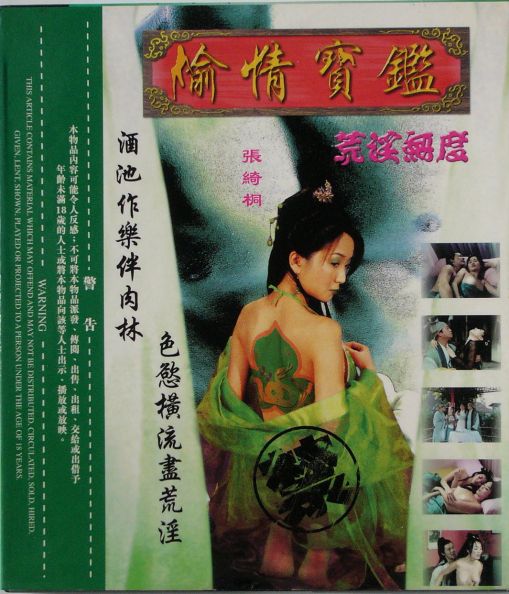 偷情寶鑑
荒淫無度
張綺桐
酒池作樂伴肉林
色慾橫流盡荒淫
警告
本物品內容可能令人反感；不可將本物品派發、傳閱、出售、出租、交給或出借予
年齡未滿18歲的人士或將本物品向該等人士出示、播放或放映。
WARNING
THIS ARTICLE CONTAINS MATERIAL WHICH MAY OFFEND AND MAY NOT BE DISTRIBUTED, CIRCULATED, SOLD, HIRED,
GIVEN, LENT, SHOWN, PLAYED OR PROJECTED TO A PERSON UNDER THE AGE OF 18 YEARS.